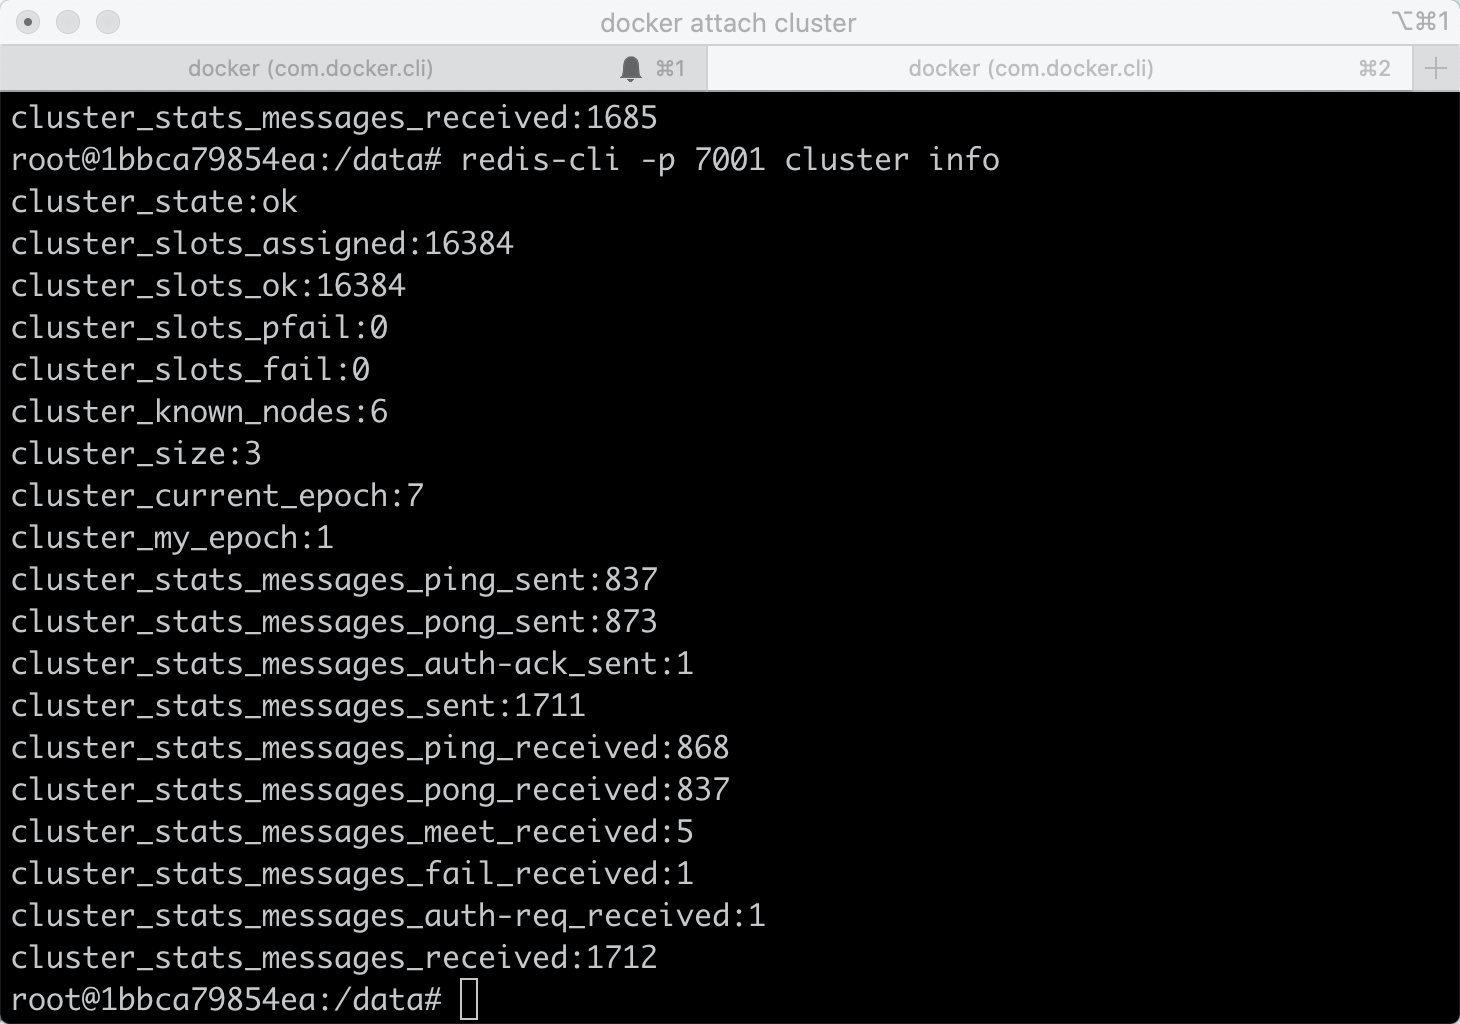 docker attach cluster
⌥⌘1
docker (com.docker.cli) ⌘1
docker (com.docker.cli) ⌘2
cluster_stats_messages_received:1685
root@1bbca79854ea:/data# redis-cli -p 7001 cluster info
cluster_state:ok
cluster_slots_assigned:16384
cluster_slots_ok:16384
cluster_slots_pfail:0
cluster_slots_fail:0
cluster_known_nodes:6
cluster_size:3
cluster_current_epoch:7
cluster_my_epoch:1
cluster_stats_messages_ping_sent:837
cluster_stats_messages_pong_sent:873
cluster_stats_messages_auth-ack_sent:1
cluster_stats_messages_sent:1711
cluster_stats_messages_ping_received:868
cluster_stats_messages_pong_received:837
cluster_stats_messages_meet_received:5
cluster_stats_messages_fail_received:1
cluster_stats_messages_auth-req_received:1
cluster_stats_messages_received:1712
root@1bbca79854ea:/data#